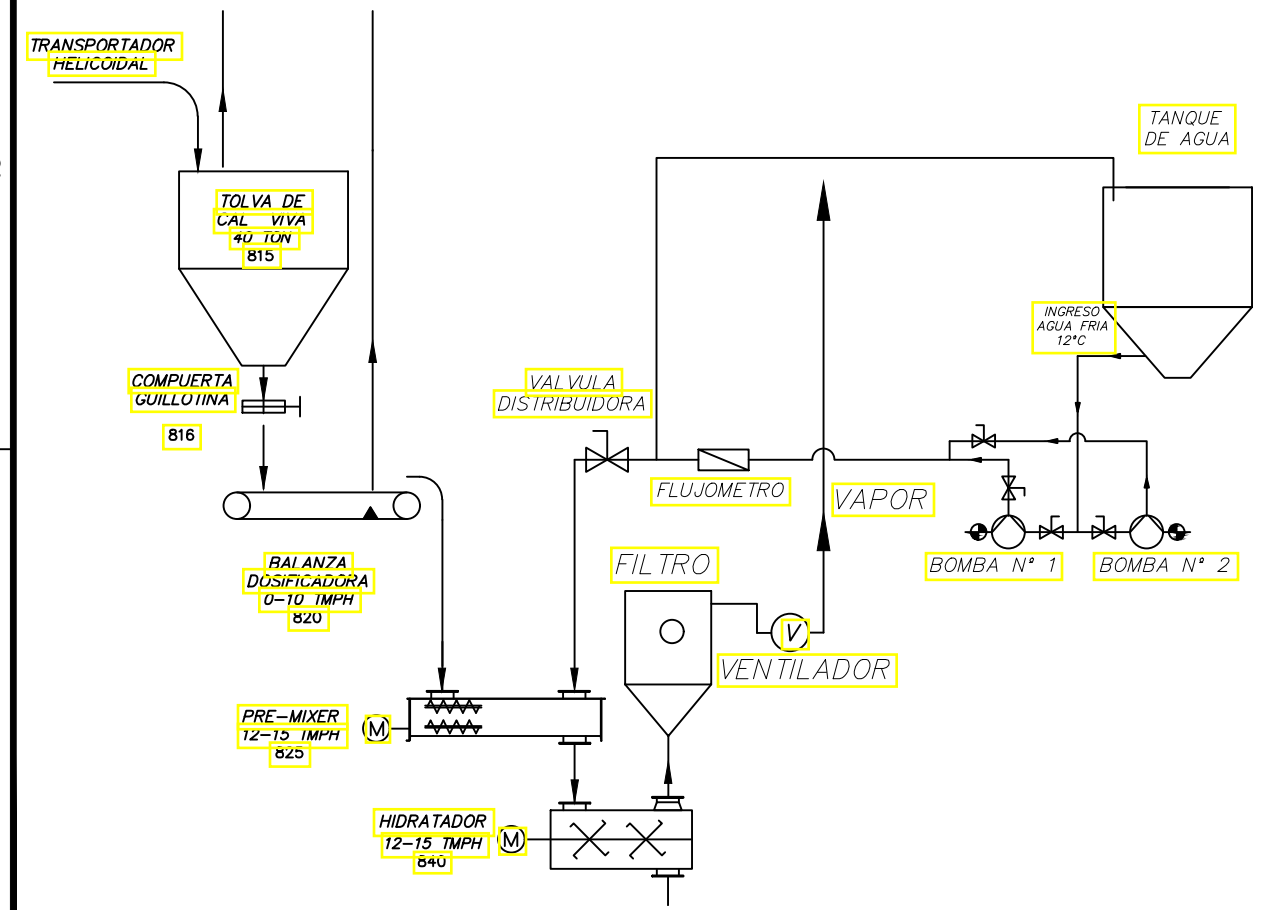 TRANSPORTADOR
HELICOIDAL
TANQUE
DE AGUA
TOLVA DE
CAL VIVA
40 TON
815
INGRESO
AGUA FRIA
12°C
COMPUERTA
GUILLOTINA
816
VALVULA
DISTRIBUIDORA
FLUJOMETRO
VAPOR
BALANZA
DOSIFICADORA
0-10 TMPH
820
FILTRO
BOMBA Nº 1
BOMBA Nº 2
V
VENTILADOR
PRE-MIXER
12-15 TMPH
825
M
HIDRATADOR
12-15 TMPH
840
M